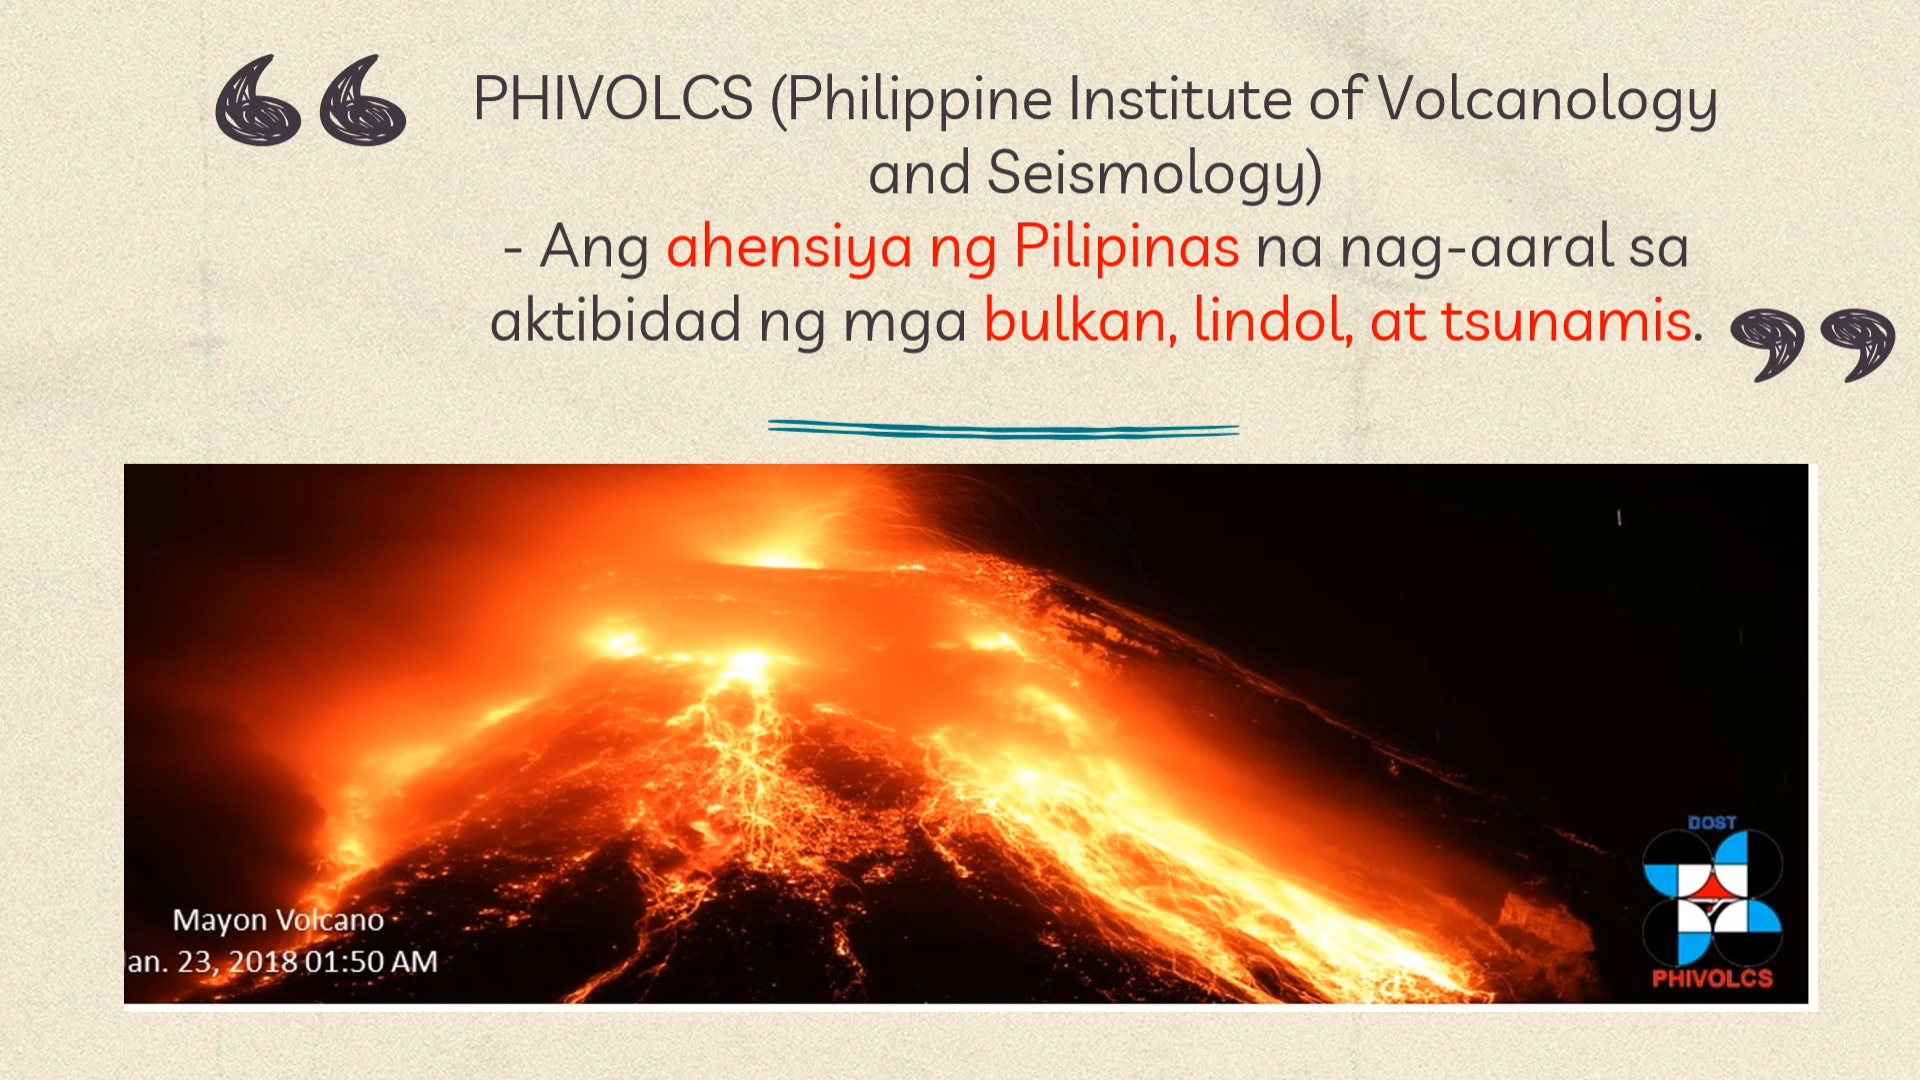 PHIVOLCS (Philippine Institute of Volcanology
and Seismology)
- Ang ahensiya ng Pilipinas na nag-aaral sa
aktibidad ng mga bulkan, lindol, at tsunamis.
Mayon Volcano
an. 23, 2018 01:50 AM
DOST
PHIVOLCS